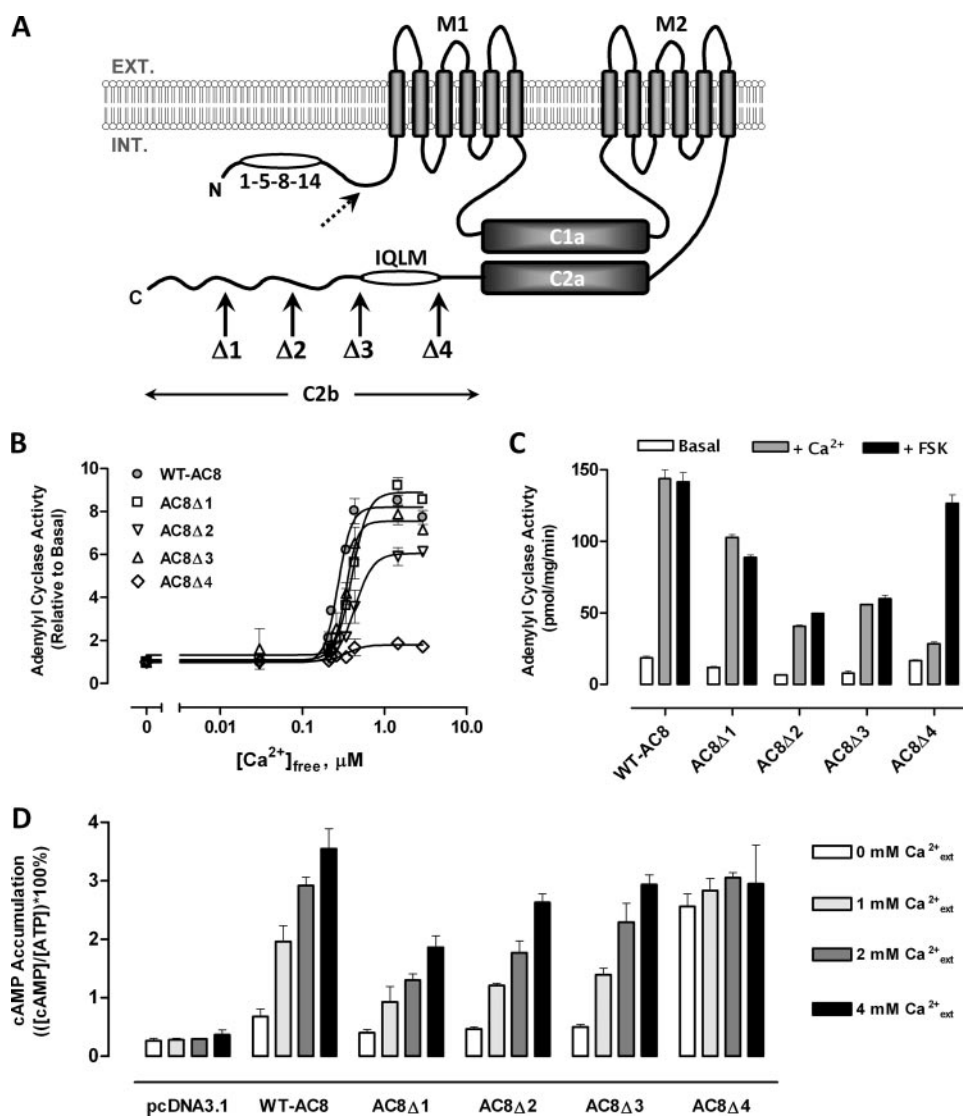 A
M1
M2
EXT.
INT.
N
1-5-8-14
C1a
IQLM
C2a
C
Δ1 Δ2 Δ3 Δ4
C2b
B
Adenylyl Cyclase Activty
(Relative to Basal)
10
8
6
4
2
0
WT-AC8
AC8Δ1
AC8Δ2
AC8Δ3
AC8Δ4
0 0.01 0.1 1.0 10.0
[Ca²⁺]free, μM
C
Basal + Ca²⁺ + FSK
Adenylyl Cyclase Activty
(pmol/mg/min)
150
100
50
0
WT-AC8 AC8Δ1 AC8Δ2 AC8Δ3 AC8Δ4
D
cAMP Accumulation
(([cAMP]/[ATP])*100%)
4
3
2
1
0
pcDNA3.1 WT-AC8 AC8Δ1 AC8Δ2 AC8Δ3 AC8Δ4
0 mM Ca²⁺ext
1 mM Ca²⁺ext
2 mM Ca²⁺ext
4 mM Ca²⁺ext